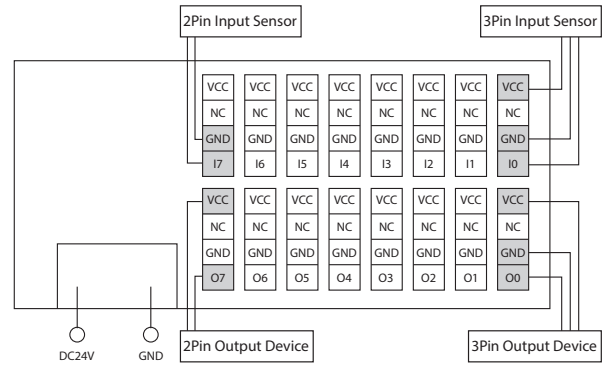 2Pin Input Sensor 3Pin Input Sensor
VCC VCC VCC VCC VCC VCC VCC VCC
NC NC NC NC NC NC NC NC
GND GND GND GND GND GND GND GND
I7 I6 I5 I4 I3 I2 I1 I0
VCC VCC VCC VCC VCC VCC VCC VCC
NC NC NC NC NC NC NC NC
GND GND GND GND GND GND GND GND
O7 O6 O5 O4 O3 O2 O1 O0
DC24V GND 2Pin Output Device 3Pin Output Device